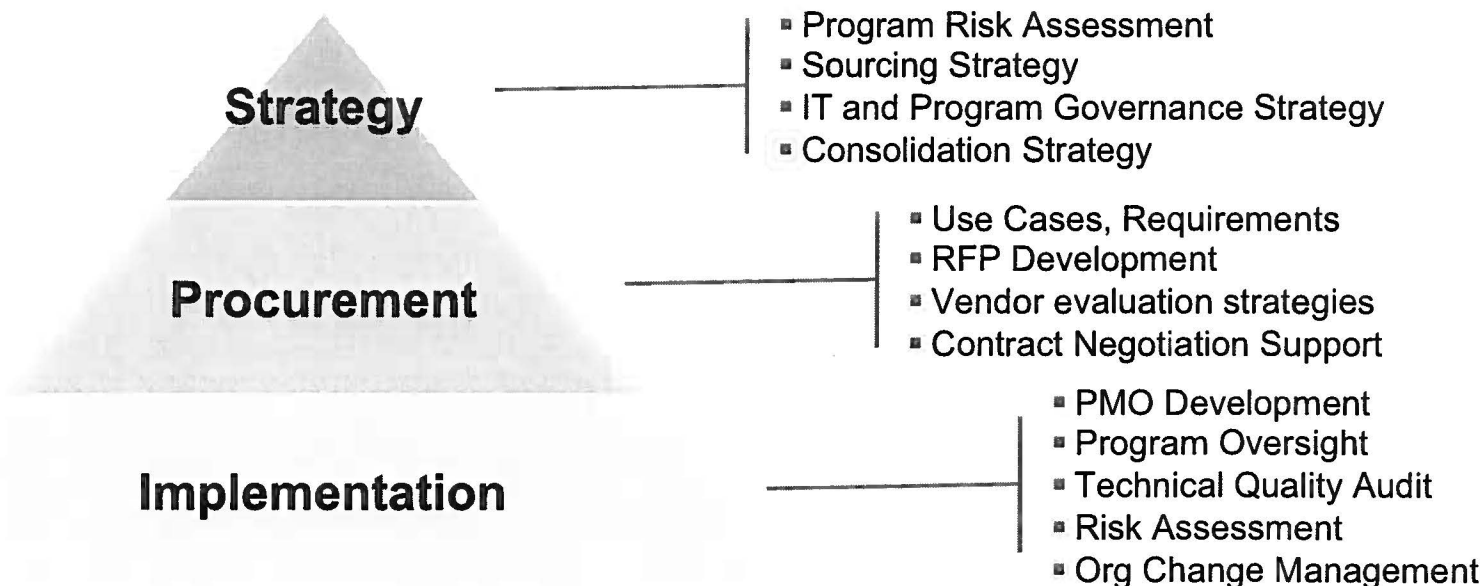 Strategy
▪ Program Risk Assessment
▪ Sourcing Strategy
▪ IT and Program Governance Strategy
▪ Consolidation Strategy
Procurement
▪ Use Cases, Requirements
▪ RFP Development
▪ Vendor evaluation strategies
▪ Contract Negotiation Support
Implementation
▪ PMO Development
▪ Program Oversight
▪ Technical Quality Audit
▪ Risk Assessment
▪ Org Change Management